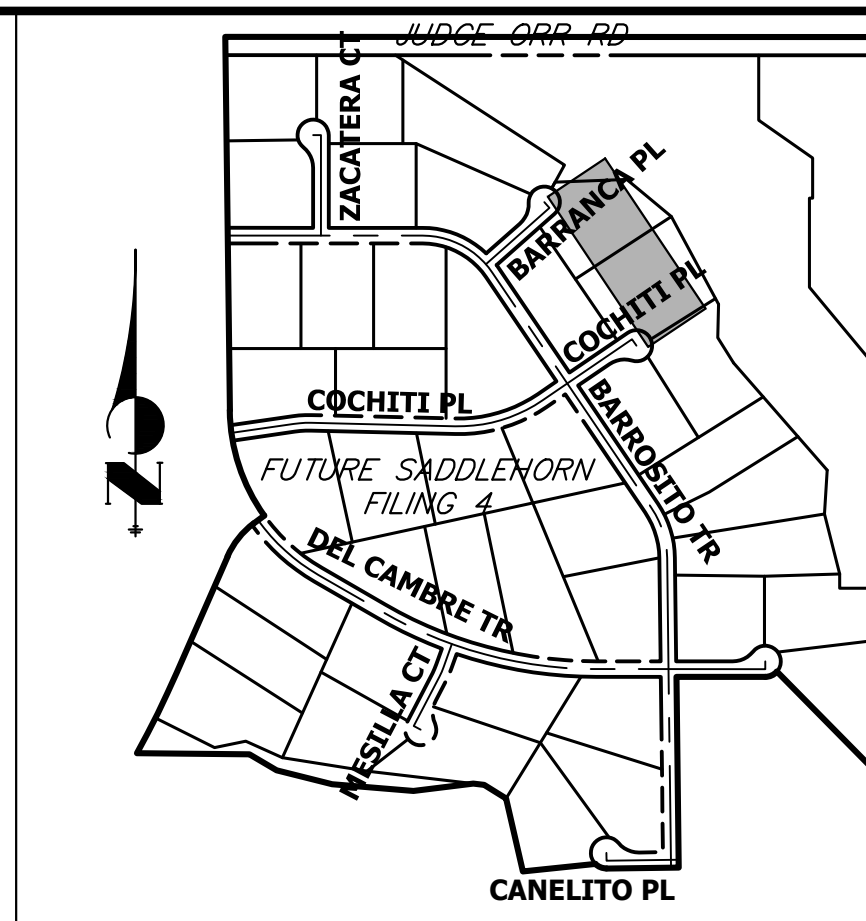 JUDGE ORR RD
ZACATERA CT
BARRANCA PL
COCHITI PL
COCHITI PL
BARROSITO TR
FUTURE SADDLEHORN
FILING 4
DEL CAMBRE TR
N
MESILLA CT
CANELITO PL